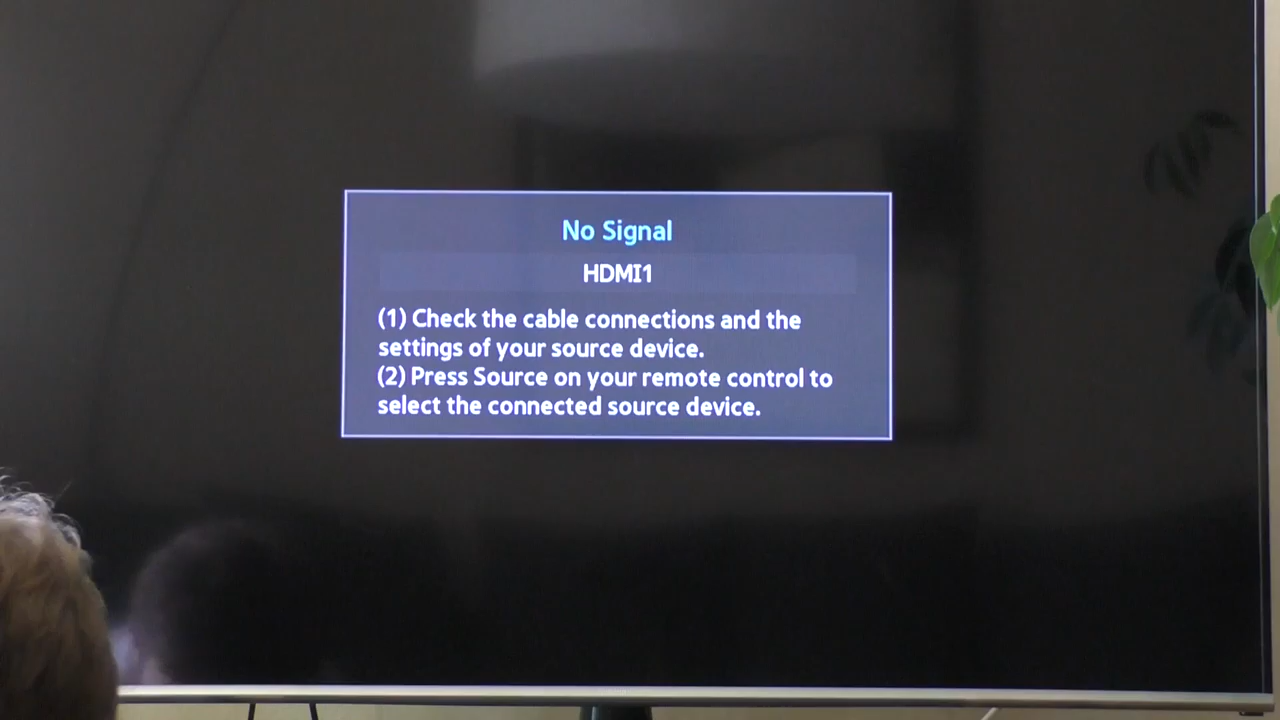 No Signal
HDMI1
(1) Check the cable connections and the
settings of your source device.
(2) Press Source on your remote control to
select the connected source device.